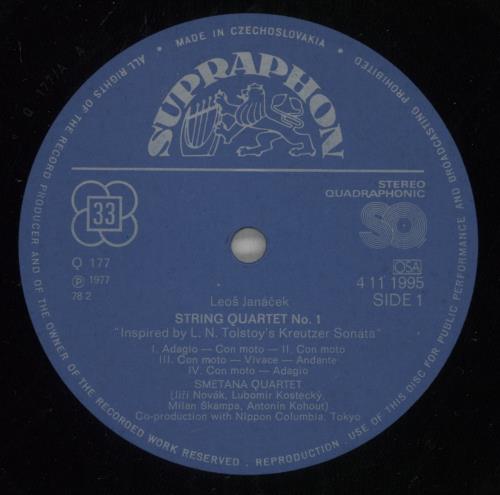 MADE IN CZECHOSLOVAKIA • ALL RIGHTS OF THE RECORD PRODUCER AND OF THE OWNER OF THE RECORDED WORK RESERVED . REPRODUCTION . USE OF THIS DISC FOR PUBLIC PERFORMANCE AND BROADCASTING PROHIBITED •
SUPRAPHON
STEREO
QUADRAPHONIC
33
SQ
Q 177
OSA
℗ 1977
4 11 1995
78 2
SIDE 1
Leoš Janáček
STRING QUARTET No. 1
"Inspired by L. N. Tolstoy's Kreutzer Sonata"
I. Adagio — Con moto — II. Con moto
III. Con moto — Vivace — Andante
IV. Con moto — Adagio
SMETANA QUARTET
(Jiří Novák, Lubomír Kostecký,
Milan Škampa, Antonín Kohout)
Co-production with Nippon Columbia, Tokyo